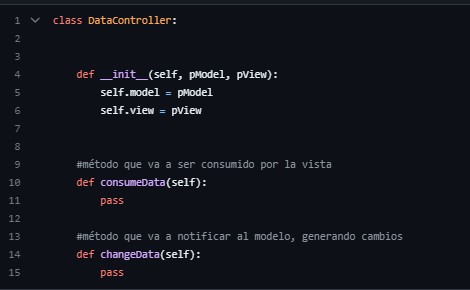 1 class DataController:
2
3
4 def __init__(self, pModel, pView):
5 self.model = pModel
6 self.view = pView
7
8
9 #método que va a ser consumido por la vista
10 def consumeData(self):
11 pass
12
13 #método que va a notificar al modelo, generando cambios
14 def changeData(self):
15 pass